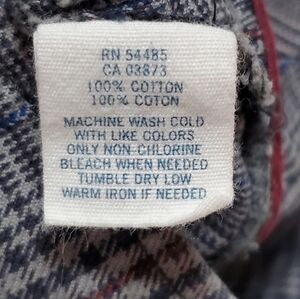 RN 54485
CA 03873
100% COTTON
100% COTON
MACHINE WASH COLD
WITH LIKE COLORS
ONLY NON-CHLORINE
BLEACH WHEN NEEDED
TUMBLE DRY LOW
WARM IRON IF NEEDED